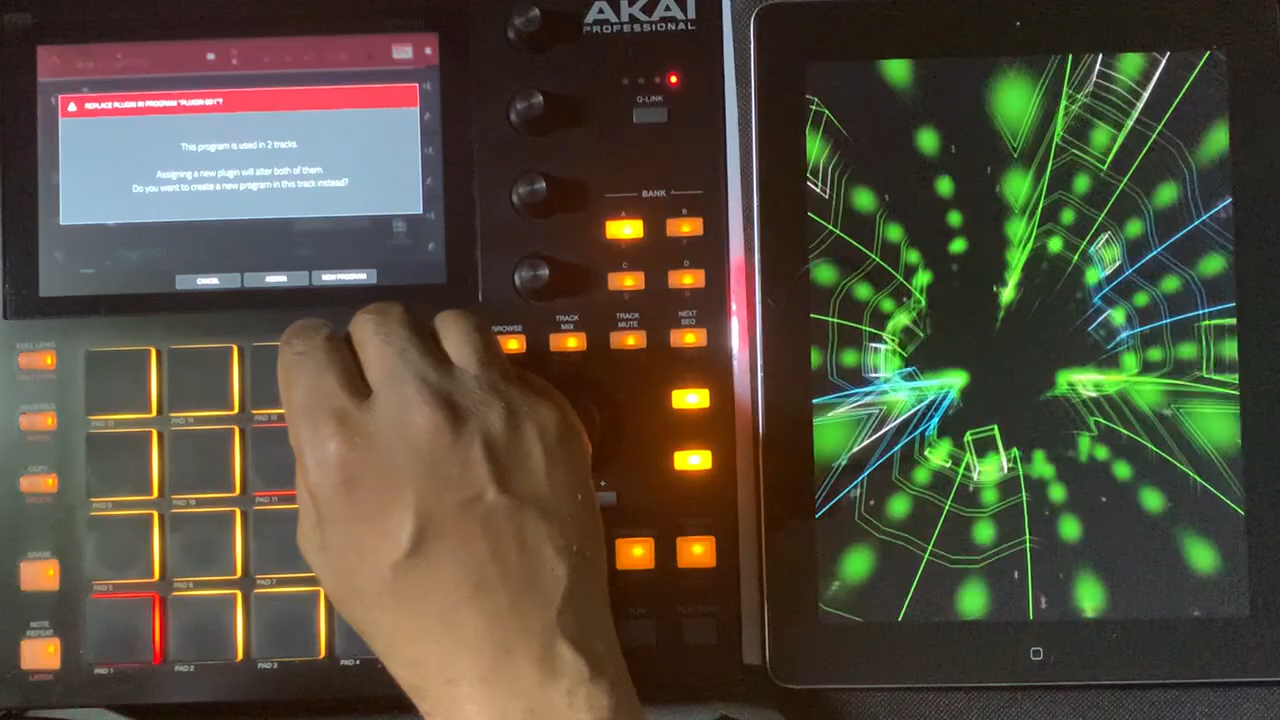 AKAI
PROFESSIONAL
REPLACE PLUGIN IN PROGRAM "PLUGIN 001"?
This program is used in 2 tracks.
Assigning a new plugin will alter both of them.
Do you want to create a new program in this track instead?
CANCEL
ASSIGN
NEW PROGRAM
Q-LINK
BANK
A
B
C
D
BROWSE
TRACK
MIX
TRACK
MUTE
NEXT
SEQ
FULL LEVEL
PAD 13
PAD 14
PAD 15
COPY
PAD 9
PAD 10
PAD 11
ERASE
PAD 5
PAD 6
PAD 7
NOTE
REPEAT
LATCH
PAD 1
PAD 2
PAD 3
PAD 4
+